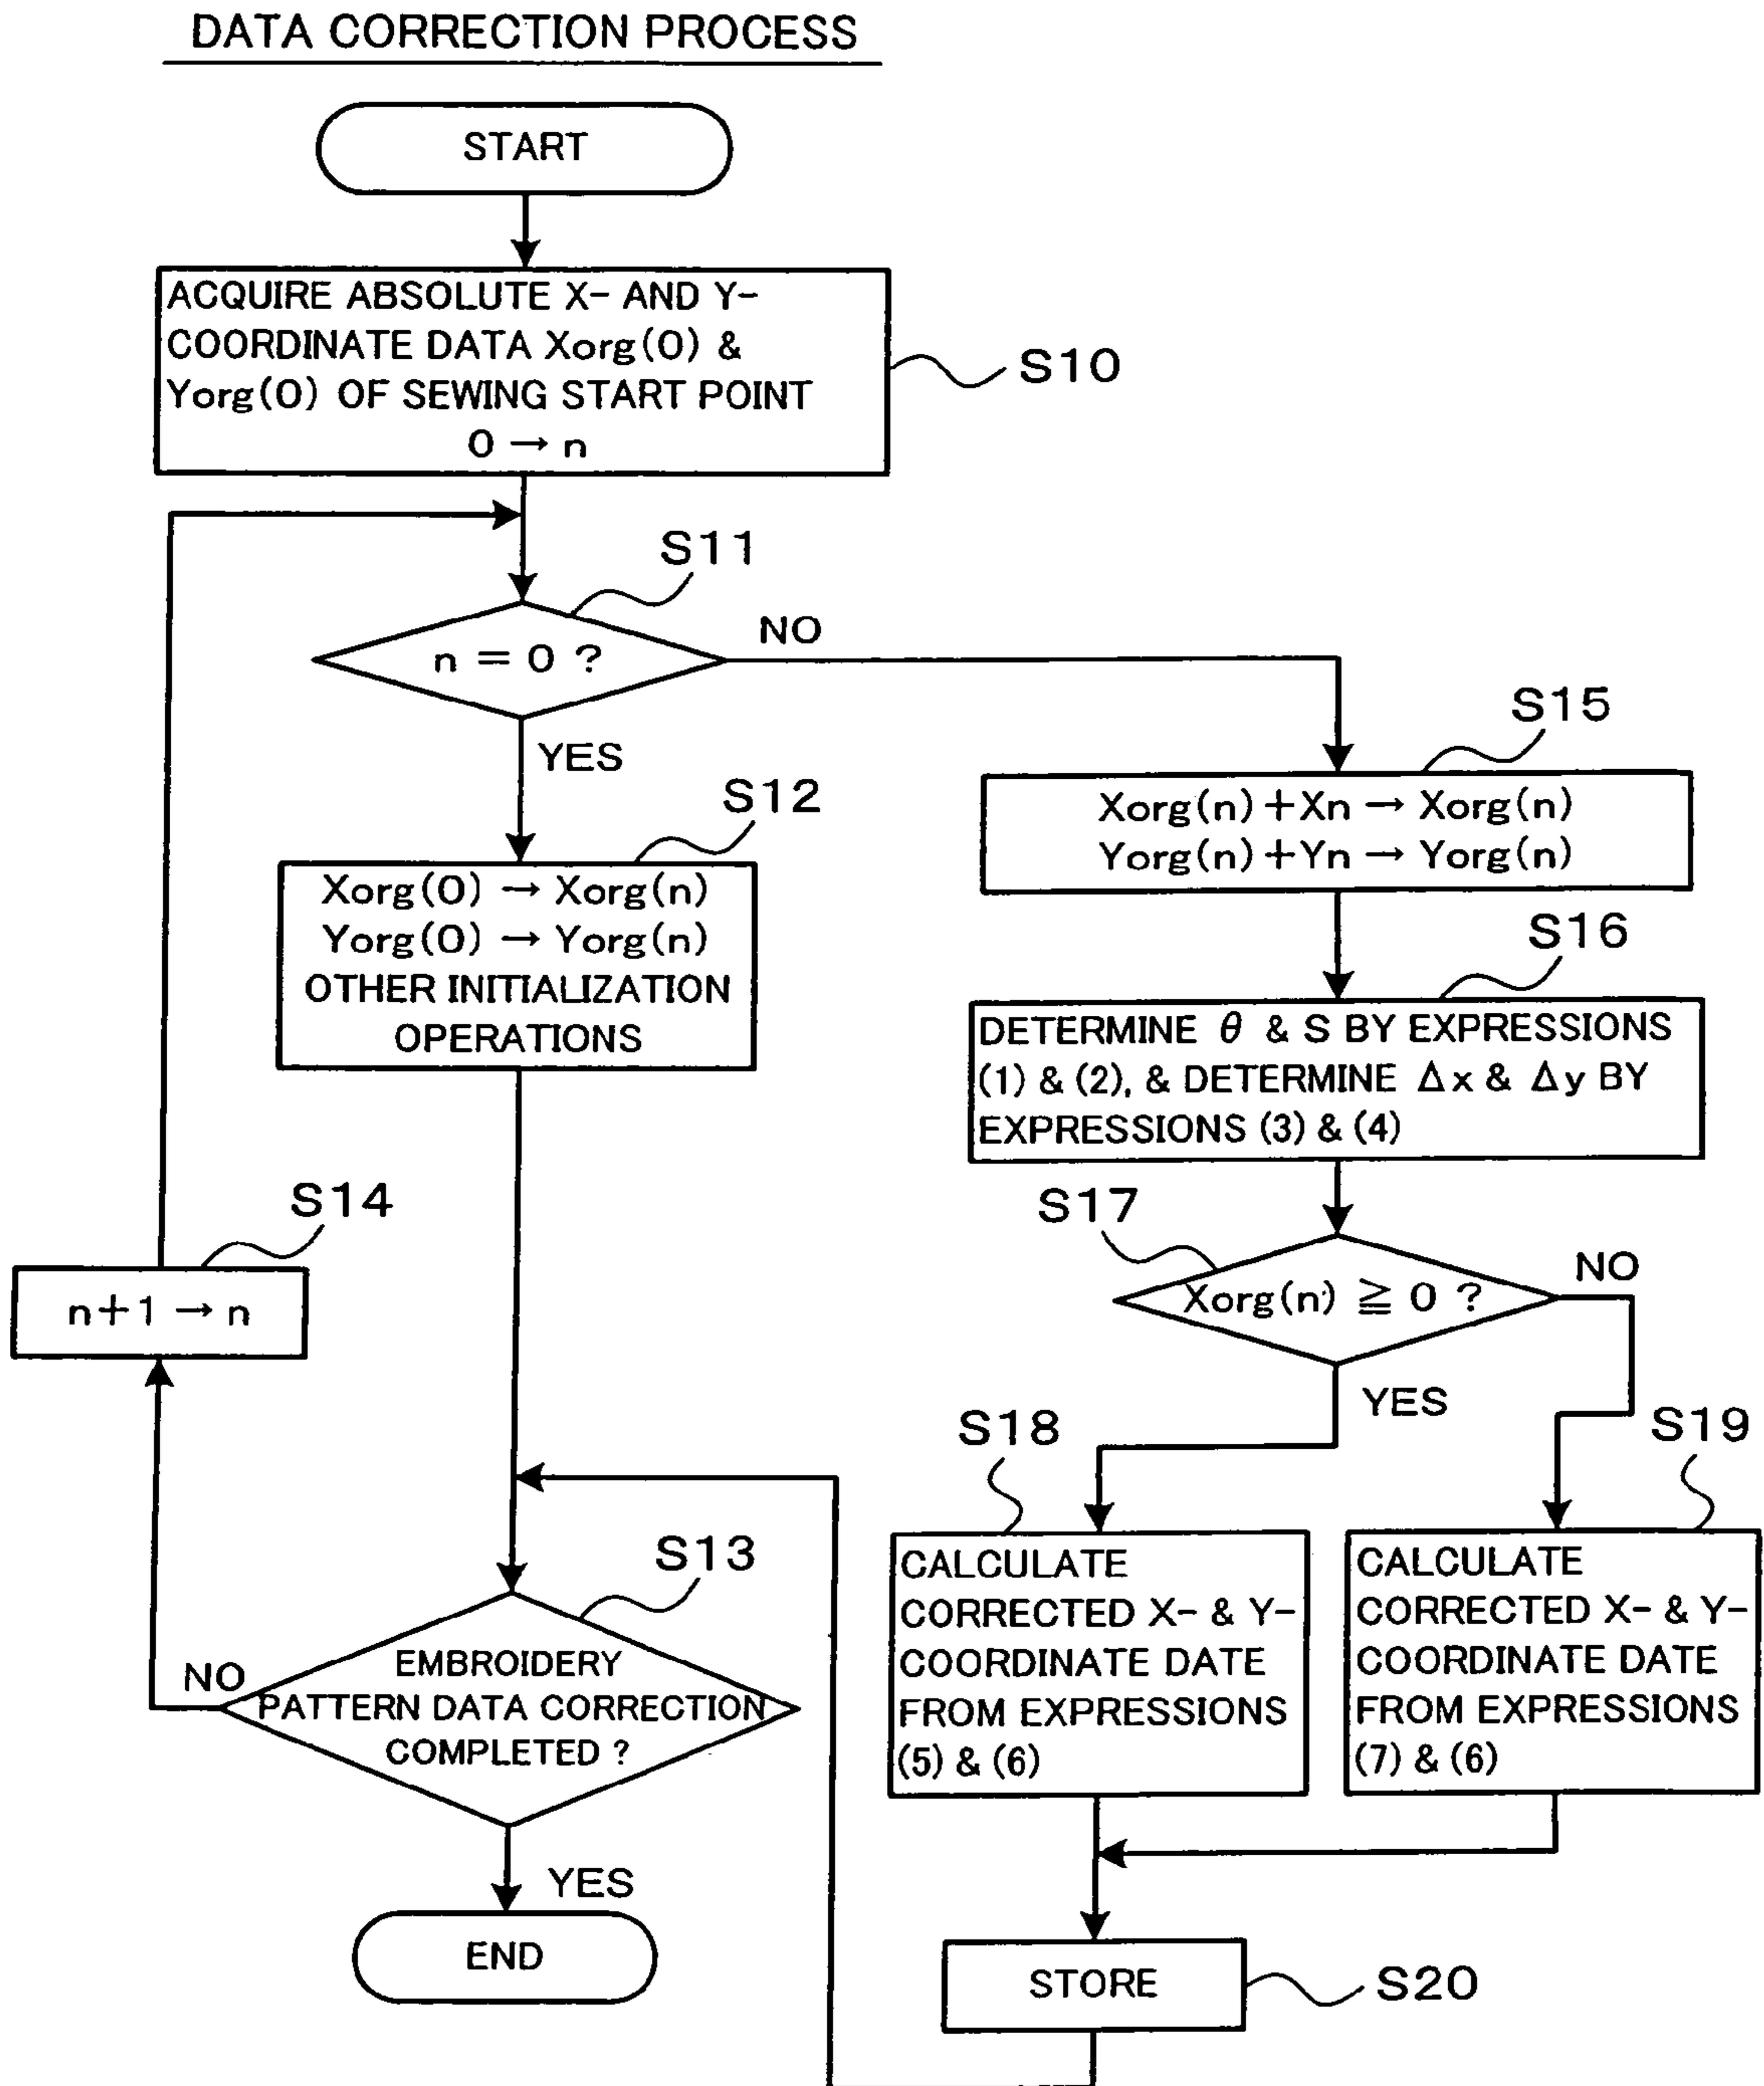 DATA CORRECTION PROCESS
START
ACQUIRE ABSOLUTE X- AND Y-
COORDINATE DATA Xorg(0) &
Yorg(0) OF SEWING START POINT
0 → n
S10
S11
n = 0 ?
NO
YES
S12
Xorg(0) → Xorg(n)
Yorg(0) → Yorg(n)
OTHER INITIALIZATION
OPERATIONS
S15
Xorg(n)+Xn → Xorg(n)
Yorg(n)+Yn → Yorg(n)
S16
DETERMINE θ & S BY EXPRESSIONS
(1) & (2), & DETERMINE Δx & Δy BY
EXPRESSIONS (3) & (4)
S14
n+1 → n
S17
Xorg(n) ≧ 0 ?
NO
YES
S18
CALCULATE
CORRECTED X- & Y-
COORDINATE DATE
FROM EXPRESSIONS
(5) & (6)
S19
CALCULATE
CORRECTED X- & Y-
COORDINATE DATE
FROM EXPRESSIONS
(7) & (6)
S13
NO
EMBROIDERY
PATTERN DATA CORRECTION
COMPLETED ?
YES
END
STORE
S20